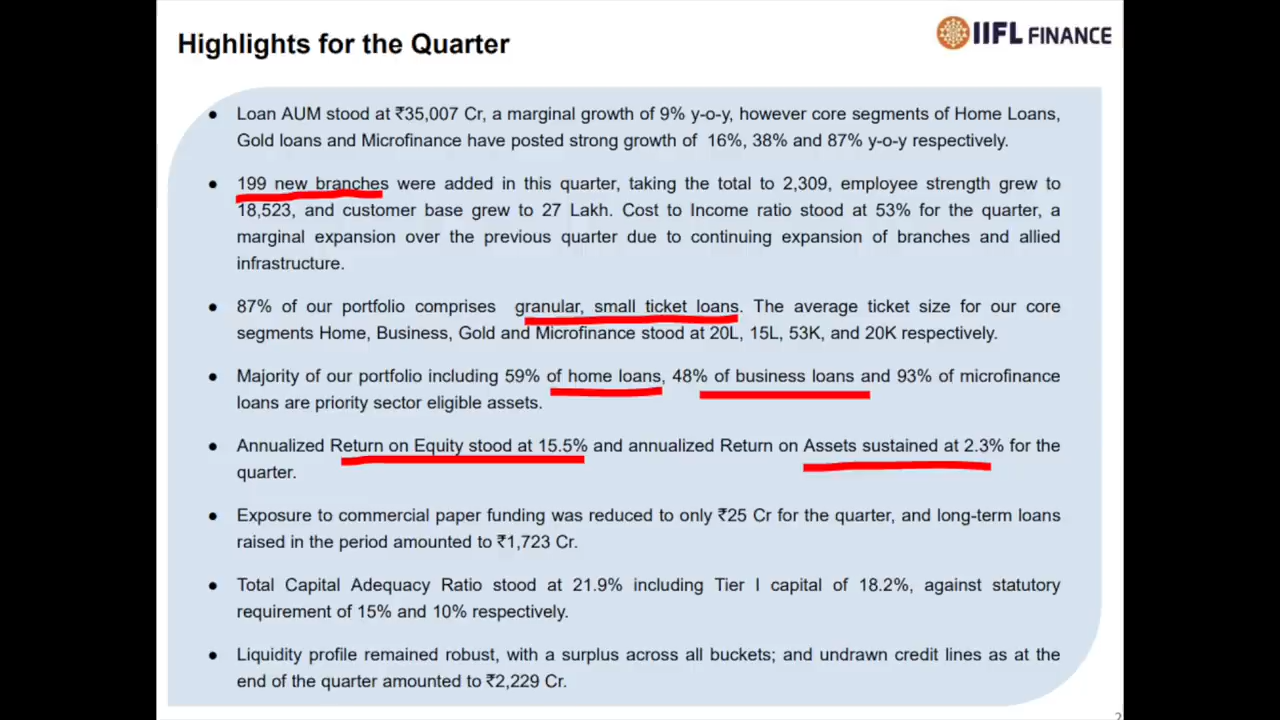 Highlights for the Quarter
IIFL FINANCE
● Loan AUM stood at ₹35,007 Cr, a marginal growth of 9% y-o-y, however core segments of Home Loans,
Gold loans and Microfinance have posted strong growth of 16%, 38% and 87% y-o-y respectively.
● 199 new branches were added in this quarter, taking the total to 2,309, employee strength grew to
18,523, and customer base grew to 27 Lakh. Cost to Income ratio stood at 53% for the quarter, a
marginal expansion over the previous quarter due to continuing expansion of branches and allied
infrastructure.
● 87% of our portfolio comprises granular, small ticket loans. The average ticket size for our core
segments Home, Business, Gold and Microfinance stood at 20L, 15L, 53K, and 20K respectively.
● Majority of our portfolio including 59% of home loans, 48% of business loans and 93% of microfinance
loans are priority sector eligible assets.
● Annualized Return on Equity stood at 15.5% and annualized Return on Assets sustained at 2.3% for the
quarter.
● Exposure to commercial paper funding was reduced to only ₹25 Cr for the quarter, and long-term loans
raised in the period amounted to ₹1,723 Cr.
● Total Capital Adequacy Ratio stood at 21.9% including Tier I capital of 18.2%, against statutory
requirement of 15% and 10% respectively.
● Liquidity profile remained robust, with a surplus across all buckets; and undrawn credit lines as at the
end of the quarter amounted to ₹2,229 Cr.
2